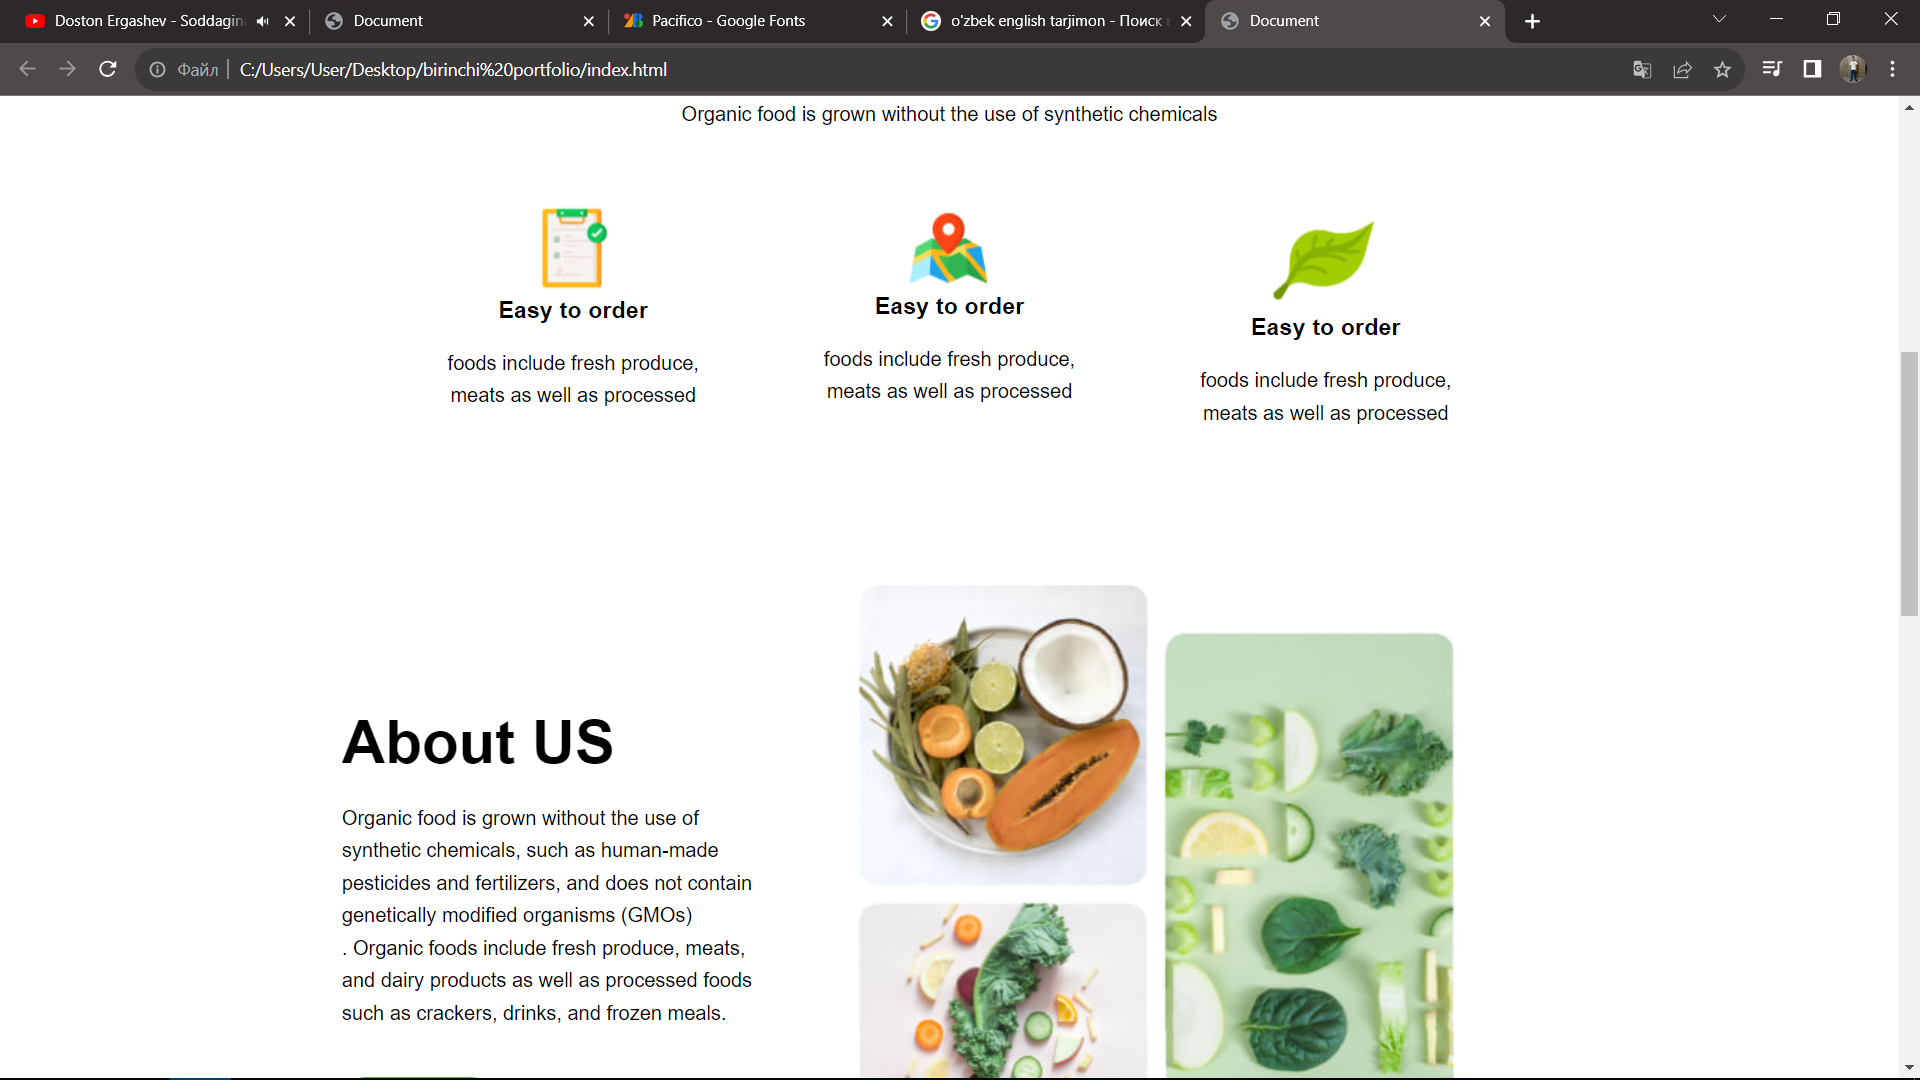 Doston Ergashev - Soddagin
Document
Pacifico - Google Fonts
o'zbek english tarjimon - Поиск в
Document
Файл
C:/Users/User/Desktop/birinchi%20portfolio/index.html
Organic food is grown without the use of synthetic chemicals
Easy to order
foods include fresh produce,
meats as well as processed
Easy to order
foods include fresh produce,
meats as well as processed
Easy to order
foods include fresh produce,
meats as well as processed
About US
Organic food is grown without the use of
synthetic chemicals, such as human-made
pesticides and fertilizers, and does not contain
genetically modified organisms (GMOs)
. Organic foods include fresh produce, meats,
and dairy products as well as processed foods
such as crackers, drinks, and frozen meals.